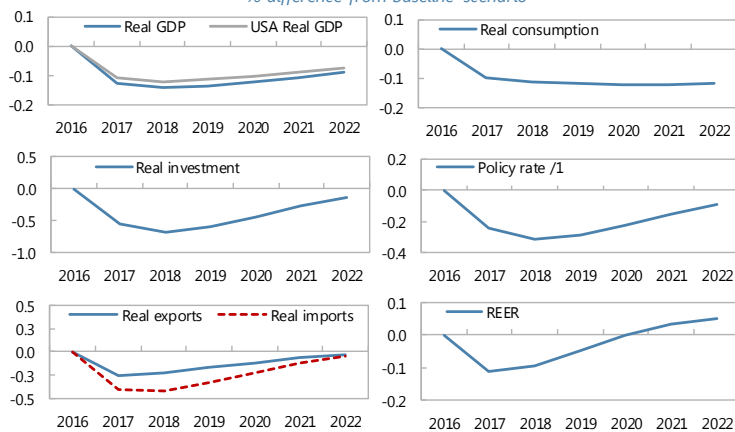 % difference from baseline scenario
Real GDP USA Real GDP
0.1
0.0
-0.1
-0.2
2016 2017 2018 2019 2020 2021 2022
Real consumption
0.1
0.0
-0.1
-0.2
2016 2017 2018 2019 2020 2021 2022
Real investment
0.5
0.0
-0.5
-1.0
2016 2017 2018 2019 2020 2021 2022
Policy rate /1
0.2
0.0
-0.2
-0.4
2016 2017 2018 2019 2020 2021 2022
Real exports Real imports
0.5
0.3
0.0
-0.3
-0.5
2016 2017 2018 2019 2020 2021 2022
REER
0.1
0.0
-0.1
-0.2
2016 2017 2018 2019 2020 2021 2022